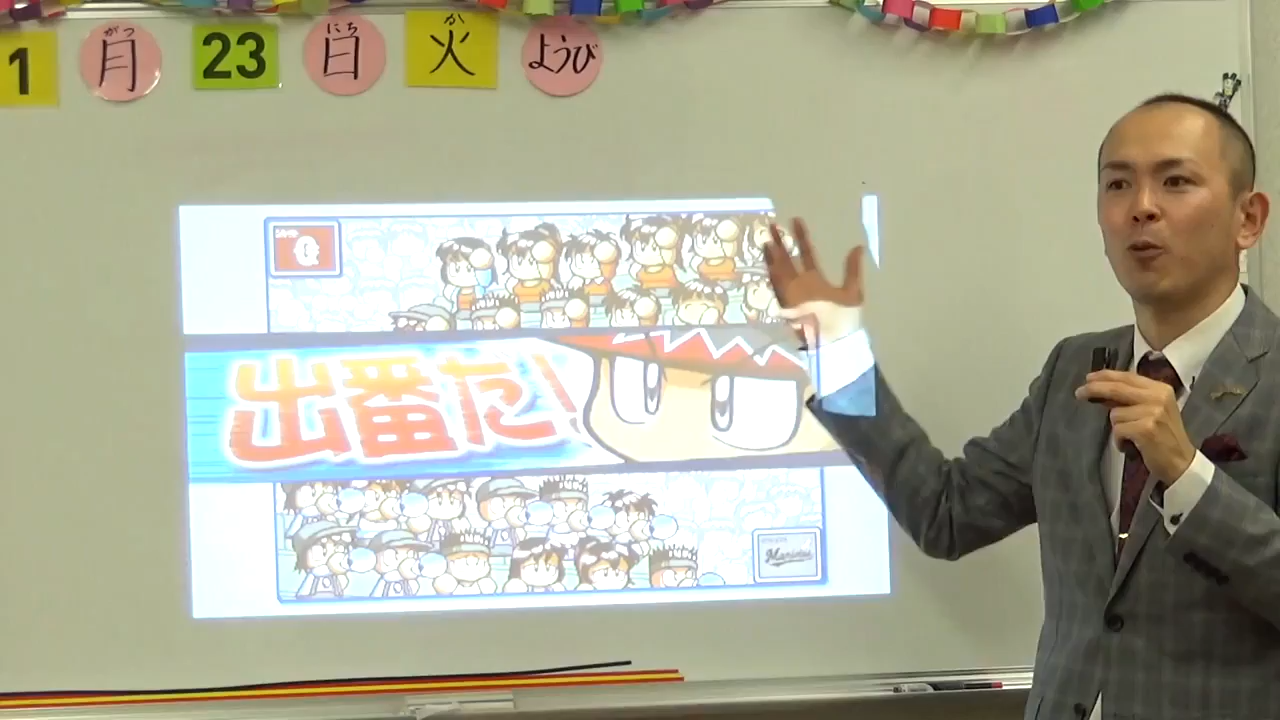 1 月 23 日 火 ようび
がつ にち か
出番だ!
Marines